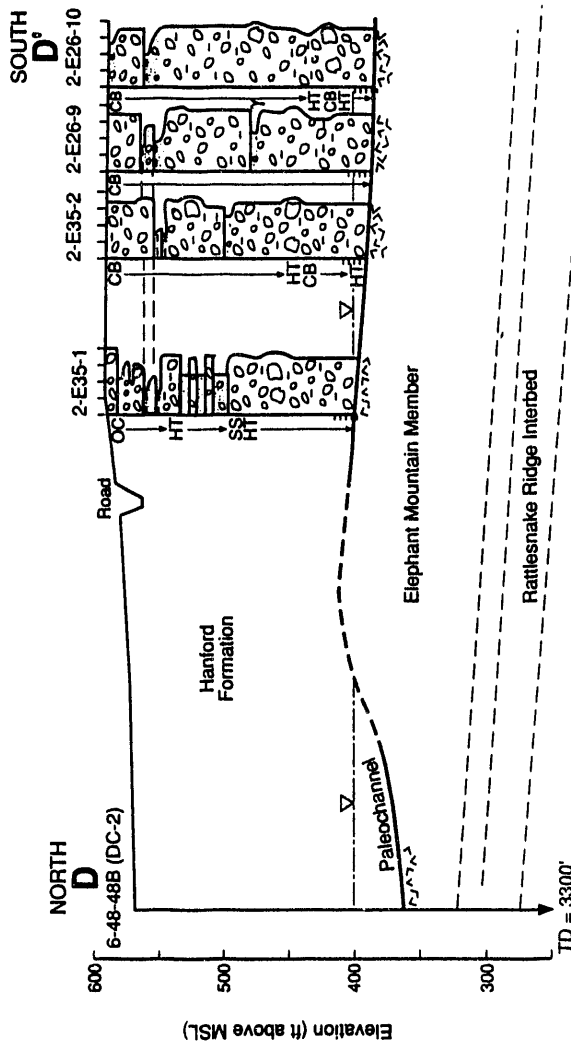 NORTH
D
6-48-48B (DC-2)
SOUTH
D'
2-E35-1
2-E35-2
2-E26-9
2-E26-10
Road
OC
HT
SS
HT
CB
HT
CB
HT
CB
CB
HT
CB
HT
Hanford
Formation
Paleochannel
Elephant Mountain Member
Rattlesnake Ridge Interbed
600
500
400
300
Elevation (ft above MSL)
TD = 3300'